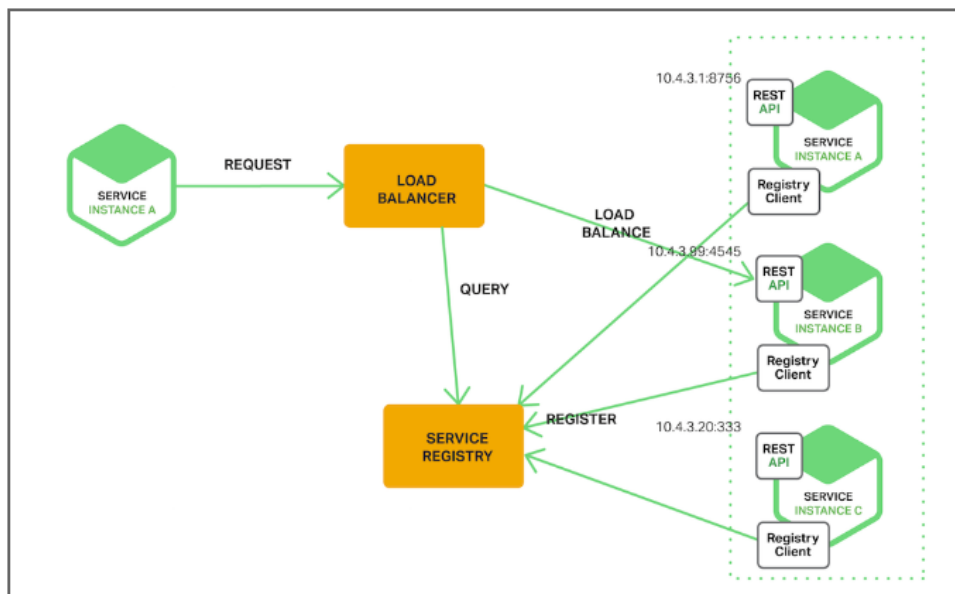 10.4.3.1:8756
REST
API
SERVICE
INSTANCE A
Registry
Client
SERVICE
INSTANCE A
REQUEST
LOAD
BALANCER
LOAD
BALANCE
10.4.3.99:4545
REST
API
SERVICE
INSTANCE B
Registry
Client
QUERY
SERVICE
REGISTRY
REGISTER
10.4.3.20:333
REST
API
SERVICE
INSTANCE C
Registry
Client